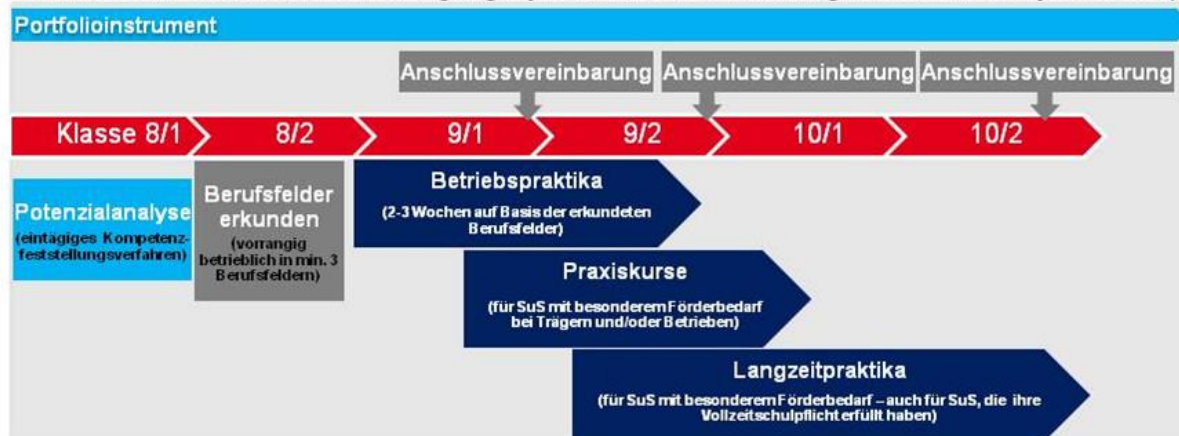 Portfolioinstrument
Anschlussvereinbarung Anschlussvereinbarung Anschlussvereinbarung
Klasse 8/1 8/2 9/1 9/2 10/1 10/2
Potenzialanalyse
(eintägiges Kompetenz-
feststellungsverfahren)
Berufsfelder
erkunden
(vorrangig
betrieblich in min. 3
Berufsfeldern)
Betriebspraktika
(2-3 Wochen auf Basis der erkundeten
Berufsfelder)
Praxiskurse
(für SuS mit besonderem Förderbedarf
bei Trägern und/oder Betrieben)
Langzeitpraktika
(für SuS mit besonderem Förderbedarf – auch für SuS, die ihre
Vollzeitschulpflicht erfüllt haben)